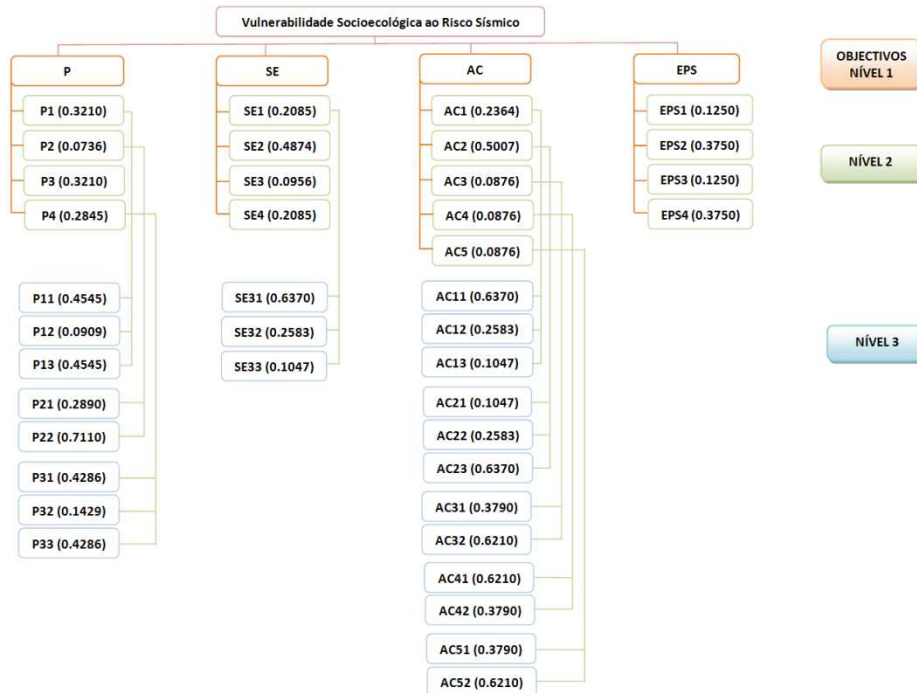 Vulnerabilidade Socioecológica ao Risco Sísmico
P
P1 (0.3210)
P2 (0.0736)
P3 (0.3210)
P4 (0.2845)
P11 (0.4545)
P12 (0.0909)
P13 (0.4545)
P21 (0.2890)
P22 (0.7110)
P31 (0.4286)
P32 (0.1429)
P33 (0.4286)
SE
SE1 (0.2085)
SE2 (0.4874)
SE3 (0.0956)
SE4 (0.2085)
SE31 (0.6370)
SE32 (0.2583)
SE33 (0.1047)
AC
AC1 (0.2364)
AC2 (0.5007)
AC3 (0.0876)
AC4 (0.0876)
AC5 (0.0876)
AC11 (0.6370)
AC12 (0.2583)
AC13 (0.1047)
AC21 (0.1047)
AC22 (0.2583)
AC23 (0.6370)
AC31 (0.3790)
AC32 (0.6210)
AC41 (0.6210)
AC42 (0.3790)
AC51 (0.3790)
AC52 (0.6210)
EPS
EPS1 (0.1250)
EPS2 (0.3750)
EPS3 (0.1250)
EPS4 (0.3750)
OBJECTIVOS
NÍVEL 1
NÍVEL 2
NÍVEL 3